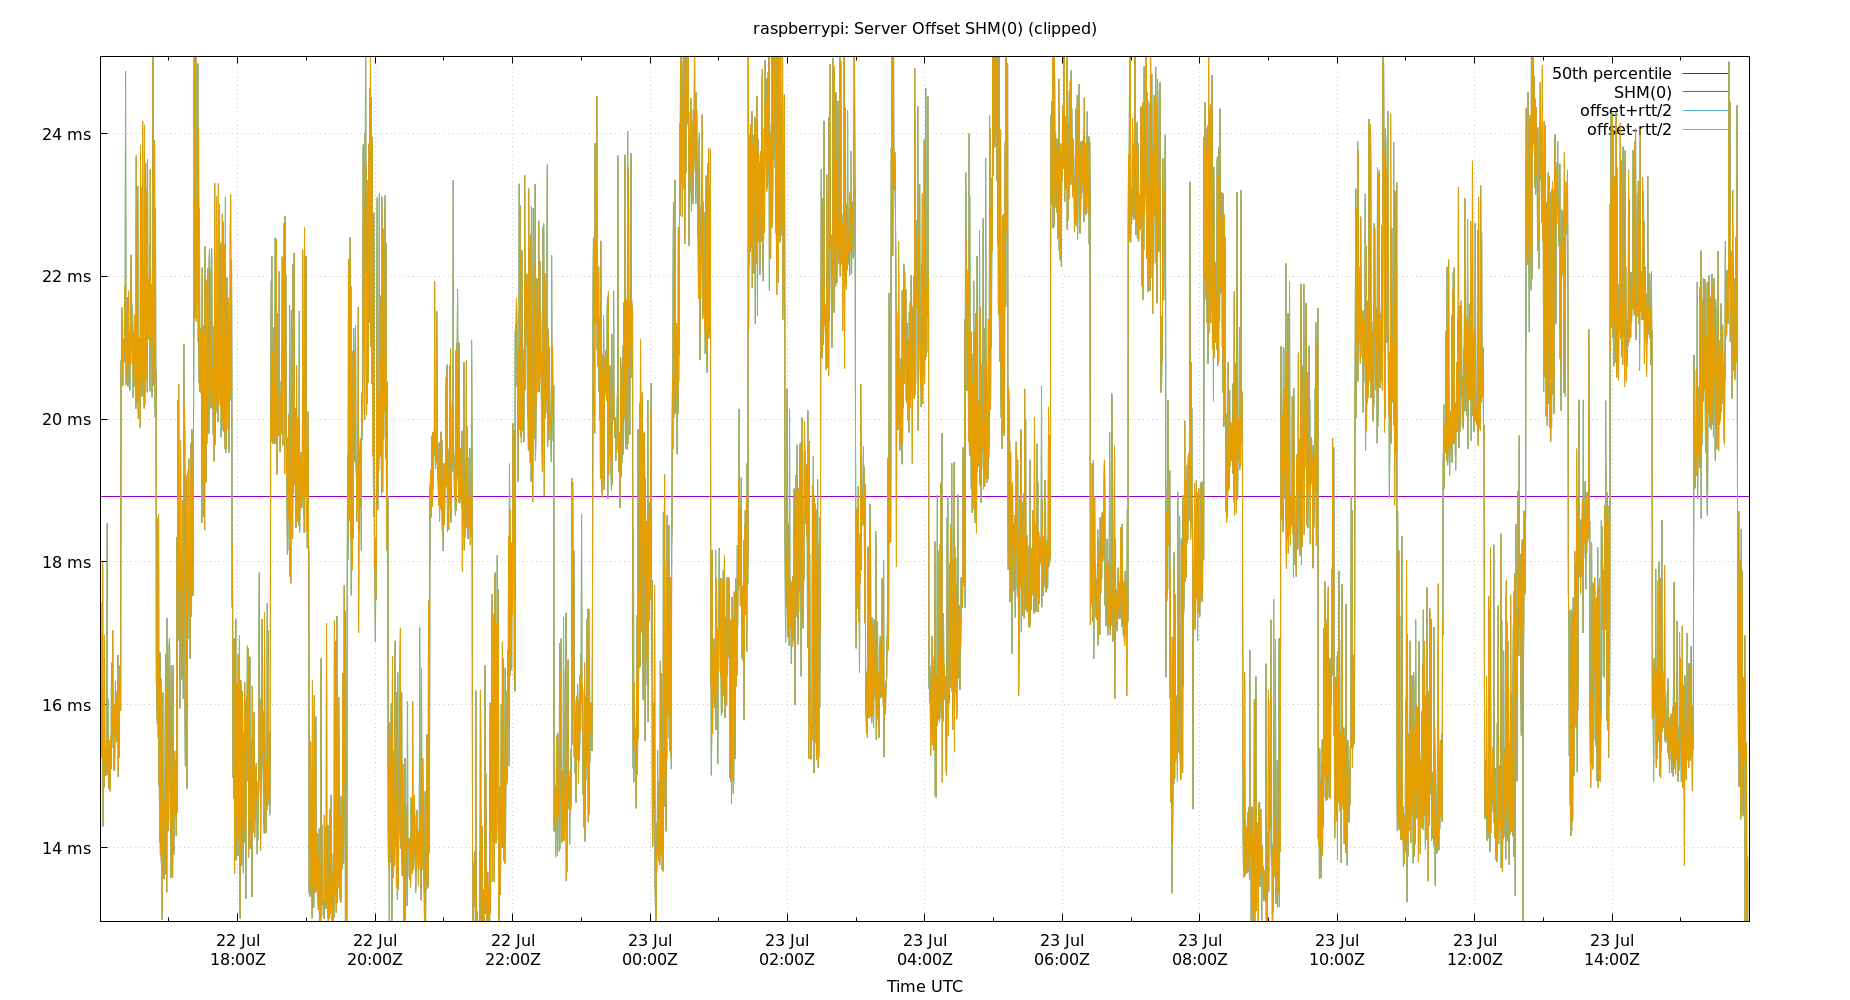 raspberrypi: Server Offset SHM(0) (clipped)
50th percentile
SHM(0)
offset+rtt/2
offset-rtt/2
24 ms
22 ms
20 ms
18 ms
16 ms
14 ms
22 Jul 22 Jul 22 Jul 23 Jul 23 Jul 23 Jul 23 Jul 23 Jul 23 Jul 23 Jul 23 Jul
18:00Z 20:00Z 22:00Z 00:00Z 02:00Z 04:00Z 06:00Z 08:00Z 10:00Z 12:00Z 14:00Z
Time UTC